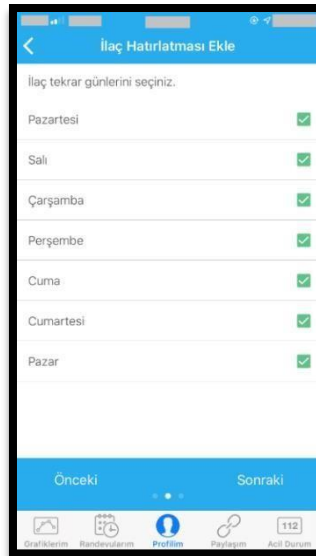 İlaç Hatırlatması Ekle
İlaç tekrar günlerini seçiniz.
Pazartesi
Salı
Çarşamba
Perşembe
Cuma
Cumartesi
Pazar
Önceki Sonraki
112
Grafiklerim Randevularım Profilim Paylaşım Acil Durum